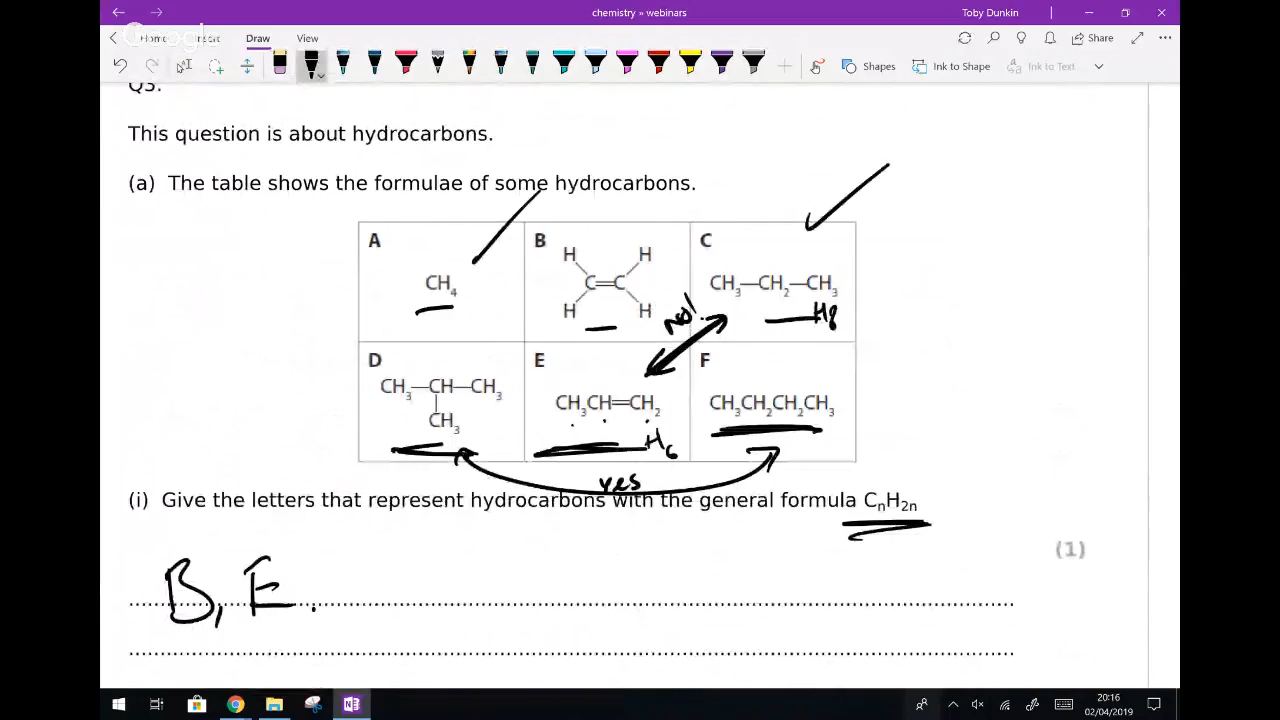 chemistry » webinars
Toby Dunkin
Home Insert Draw View
Share
Shapes Ink to Shape Ink to Text
Q3.
This question is about hydrocarbons.
(a) The table shows the formulae of some hydrocarbons.
A B C
H H
CH₄ C=C CH₃—CH₂—CH₃
H H
No! H8
D E F
CH₃—CH—CH₃ CH₃CH=CH₂ CH₃CH₂CH₂CH₃
CH₃
H6
yes
(i) Give the letters that represent hydrocarbons with the general formula CₙH₂ₙ
(1)
B, E.
20:16
02/04/2019